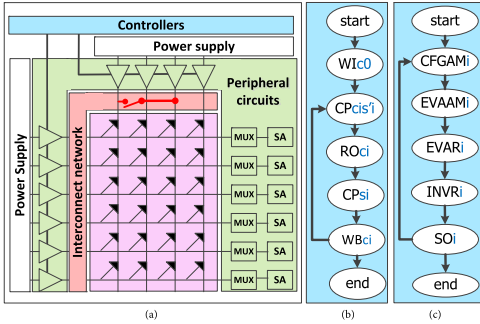 Controllers
Power supply
Peripheral
circuits
Power Supply
Interconnect network
MUX SA
MUX SA
MUX SA
MUX SA
MUX SA
MUX SA
(a)
start
WIc0
CPcis'i
ROci
CPsi
WBci
end
(b)
start
CFGAMi
EVAAMi
EVARi
INVRi
SOi
end
(c)